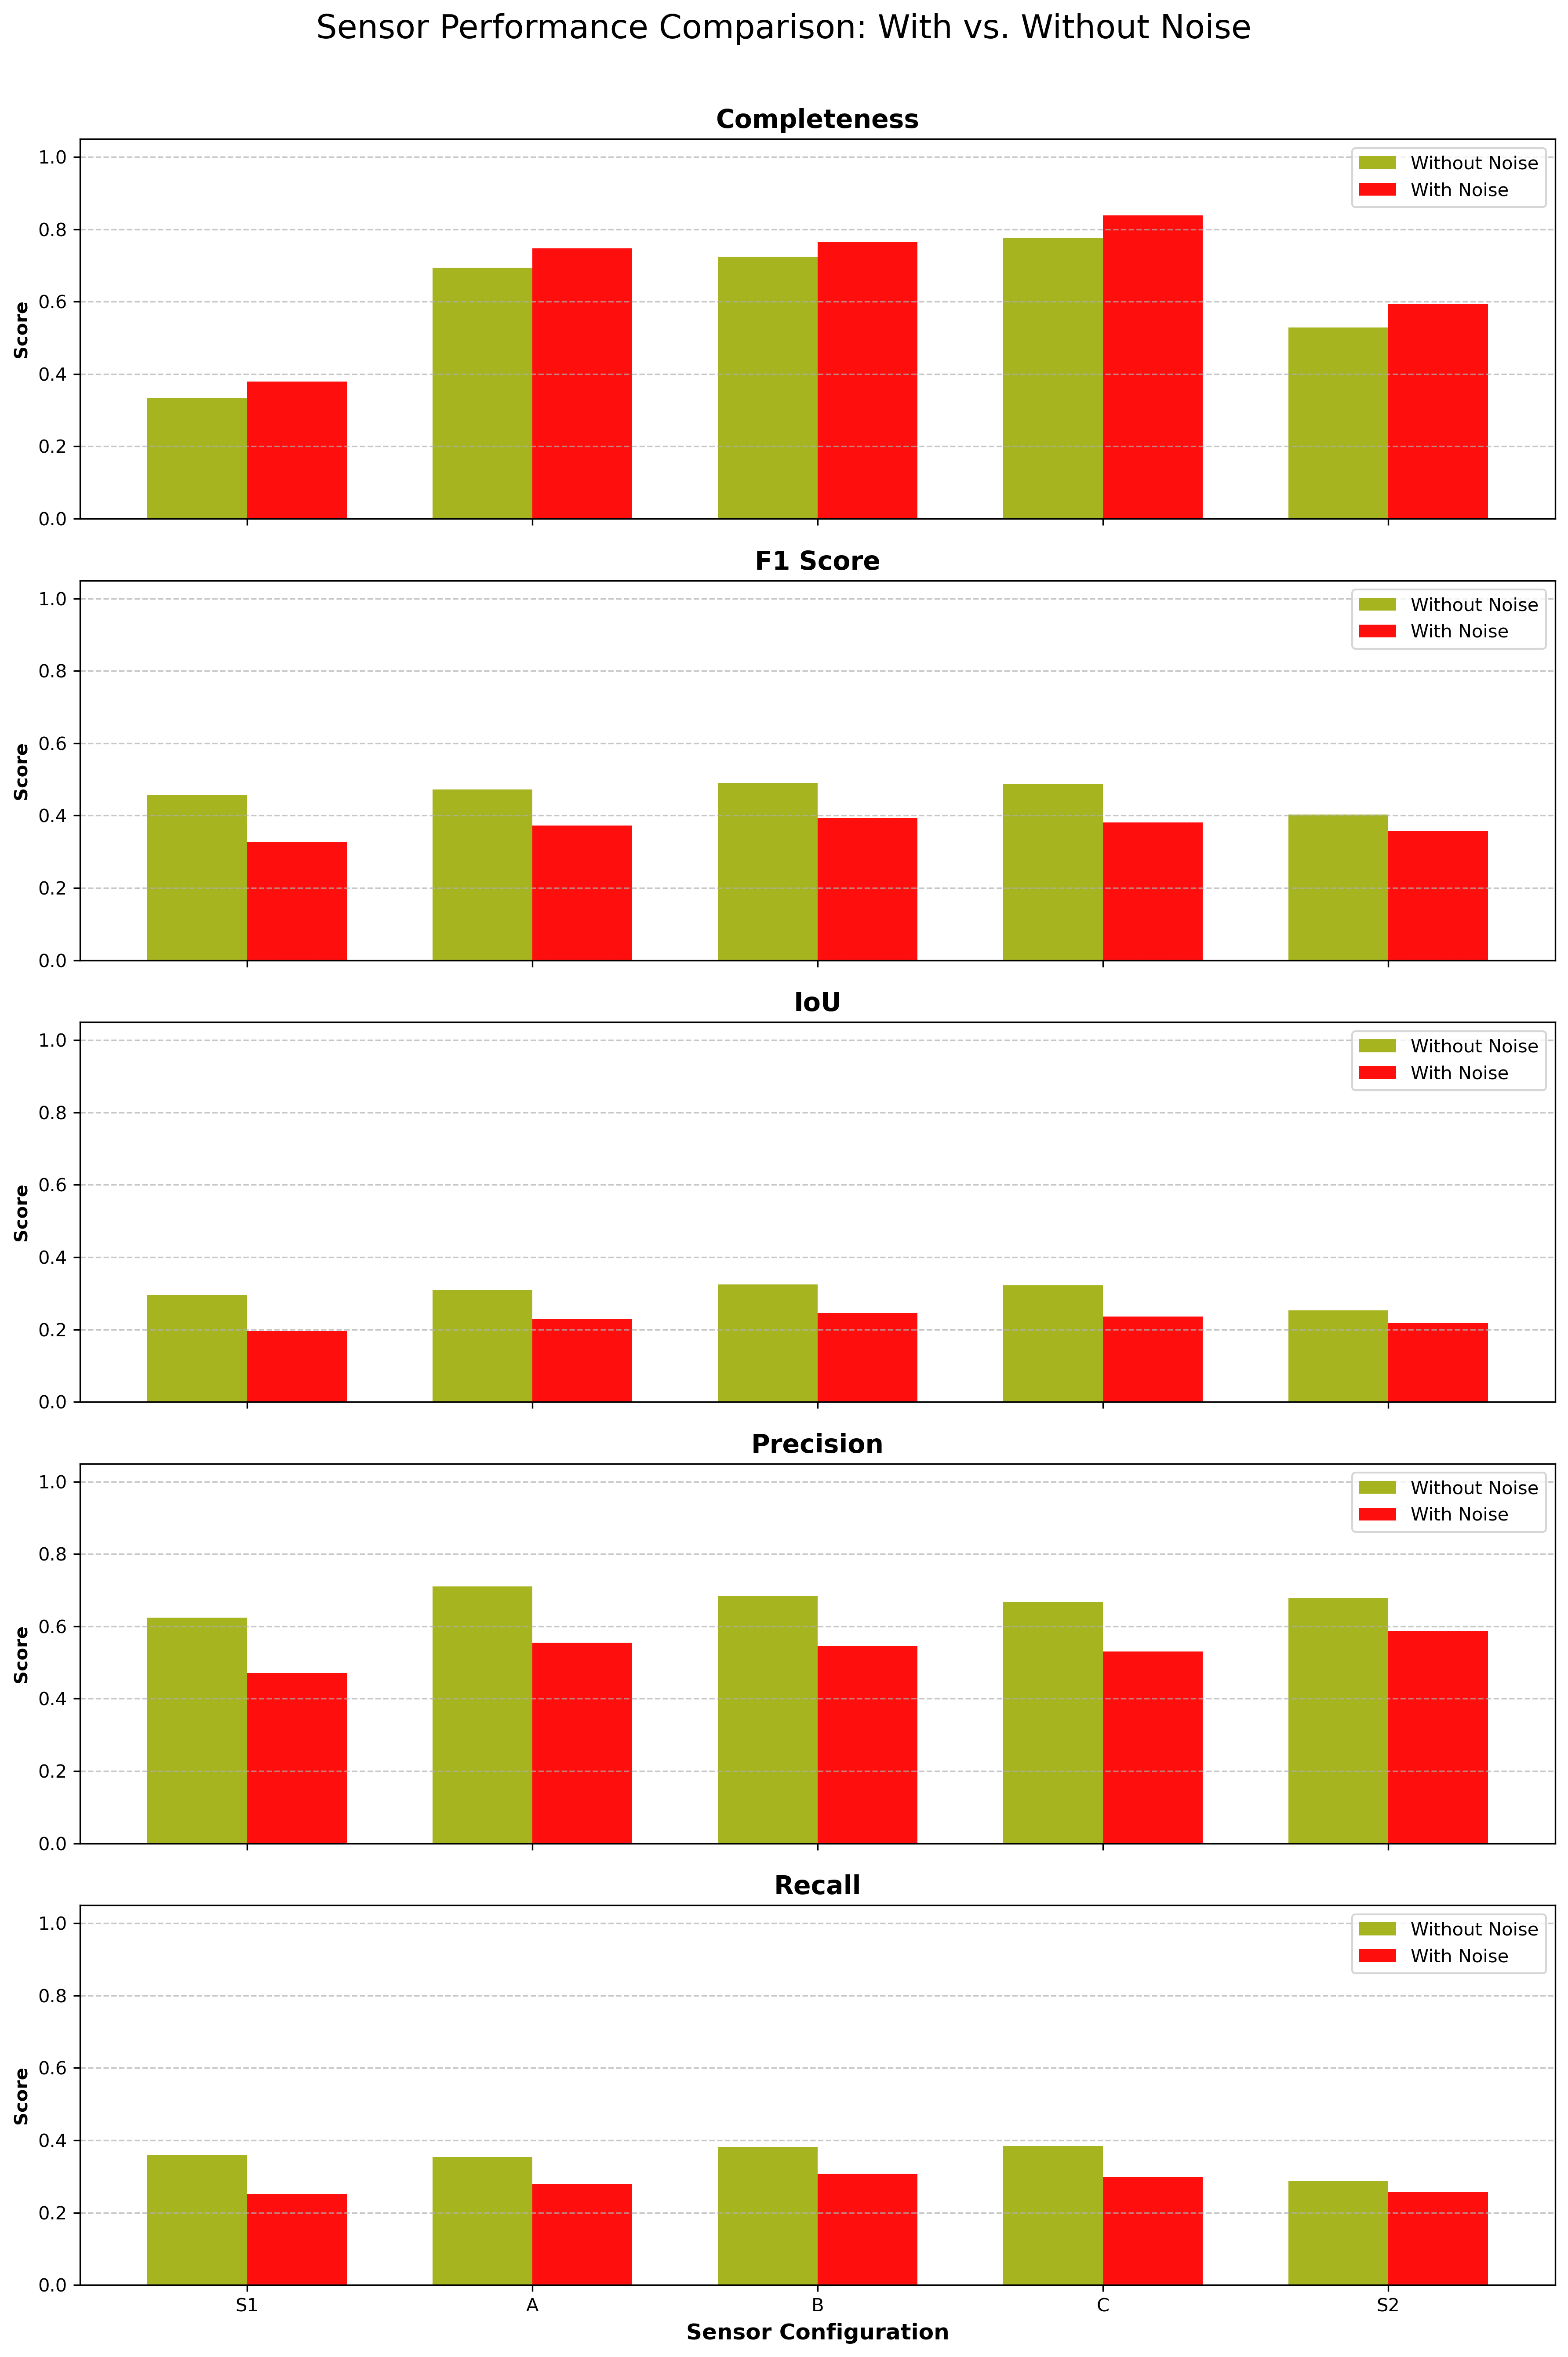 Sensor Performance Comparison: With vs. Without Noise
Completeness
1.0
0.8
0.6
0.4
0.2
0.0
Score
Without Noise
With Noise
F1 Score
1.0
0.8
0.6
0.4
0.2
0.0
Score
Without Noise
With Noise
IoU
1.0
0.8
0.6
0.4
0.2
0.0
Score
Without Noise
With Noise
Precision
1.0
0.8
0.6
0.4
0.2
0.0
Score
Without Noise
With Noise
Recall
1.0
0.8
0.6
0.4
0.2
0.0
Score
Without Noise
With Noise
S1 A B C S2
Sensor Configuration